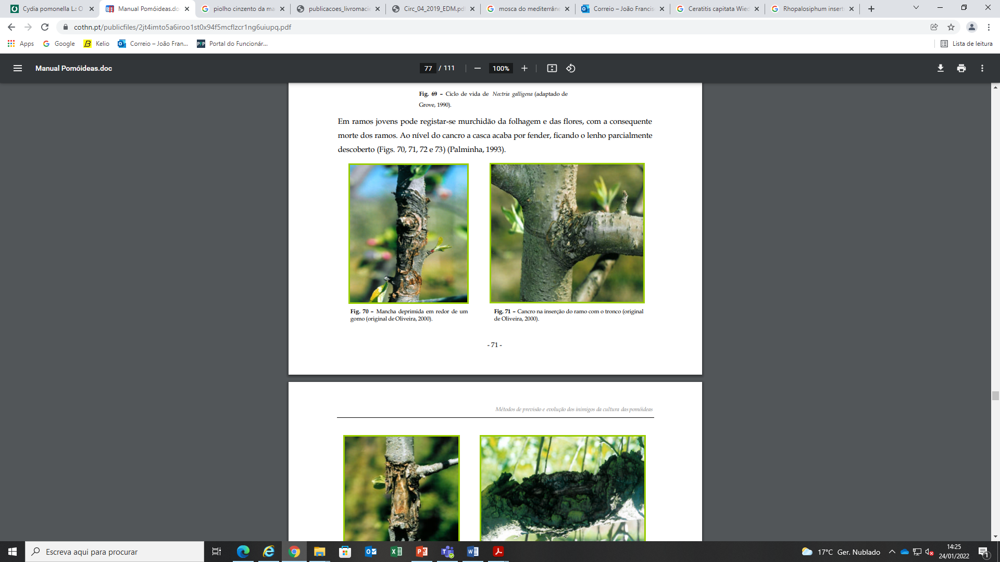 Cydia pomonella L.: O
Manual Pomóideas.do
piolho cinzento da ma
publicacoes_livromacie
Circ_04_2019_EDM.pdf
mosca do mediterrâne
Correio – João Francis
Ceratitis capitata Wied
Rhopalosiphum insert
cothn.pt/publicfiles/2jt4imto5a6iroo1st0x94f5mcflzcr1ng6uiupq.pdf
Apps
Google
Kelio
Correio – João Fran...
Portal do Funcionár...
Lista de leitura
Manual Pomóideas.doc
77 / 111
100%
Fig. 69 – Ciclo de vida de Nectria galligena (adaptado de
Grove, 1990).
Em ramos jovens pode registar-se murchidão da folhagem e das flores, com a consequente
morte dos ramos. Ao nível do cancro a casca acaba por fender, ficando o lenho parcialmente
descoberto (Figs. 70, 71, 72 e 73) (Palminha, 1993).
Fig. 70 – Mancha deprimida em redor de um
gomo (original de Oliveira, 2000).
Fig. 71 – Cancro na inserção do ramo com o tronco (original
de Oliveira, 2000).
- 71 -
Métodos de previsão e evolução dos inimigos da cultura das pomóideas
Escreva aqui para procurar
17°C Ger. Nublado
14:25
24/01/2022
1